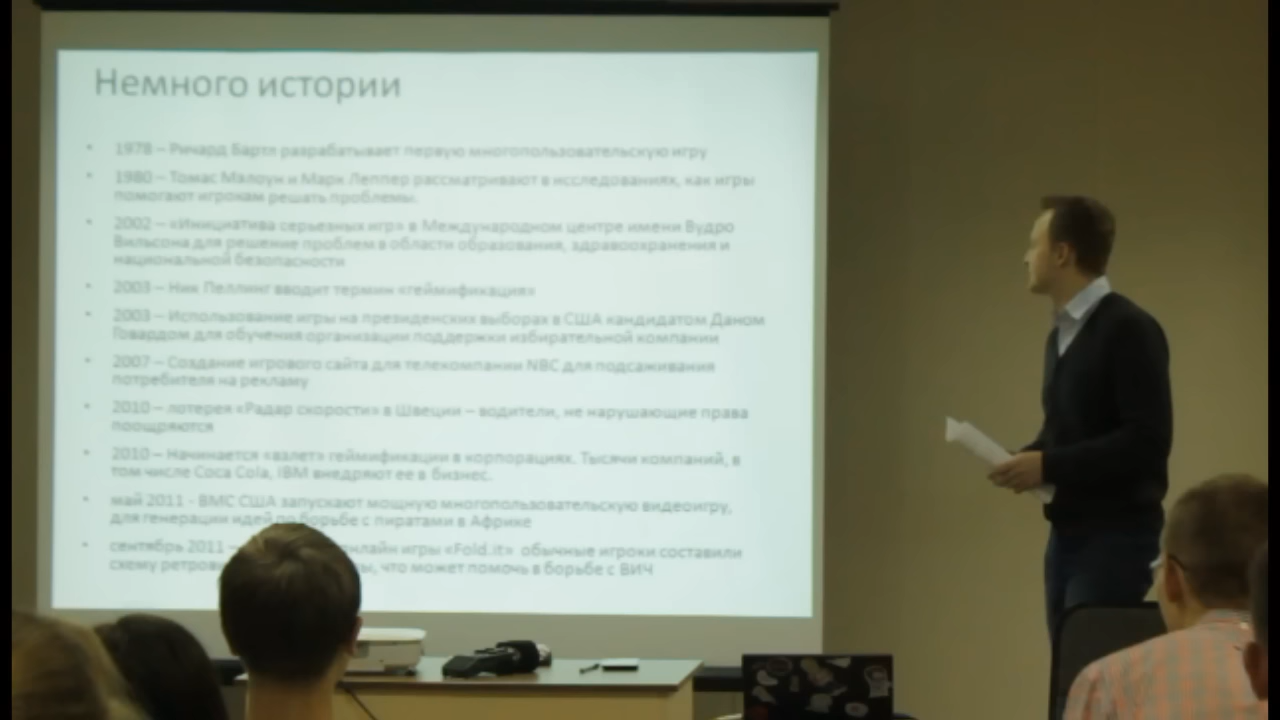 Немного истории
• 1978 – Ричард Бартл разрабатывает первую многопользовательскую игру
• 1980 – Томас Малоун и Марк Леппер рассматривают в исследованиях, как игры
помогают игрокам решать проблемы.
• 2002 – «Инициатива серьезных игр» в Международном центре имени Вудро
Вильсона для решение проблем в области образования, здравоохранения и
национальной безопасности
• 2003 – Ник Пеллинг вводит термин «геймификация»
• 2003 – Использование игры на президенских выборах в США кандидатом Даном
Говардом для обучения организации поддержки избирательной компании
• 2007 – Создание игрового сайта для телекомпании NBC для подсаживания
потребителя на рекламу
• 2010 – лотерея «Радар скорости» в Швеции – водители, не нарушающие права
поощряются
• 2010 – Начинается «взлет» геймификации в корпорациях. Тысячи компаний, в
том числе Coca Cola, IBM внедряют ее в бизнес.
• май 2011 - ВМС США запускают мощную многопользовательскую видеоигру,
для генерации идей по борьбе с пиратами в Африке
• сентябрь 2011 – нлайн игры «Fold.it» обычные игроки составили
схему ретрови ы, что может помочь в борьбе с ВИЧ